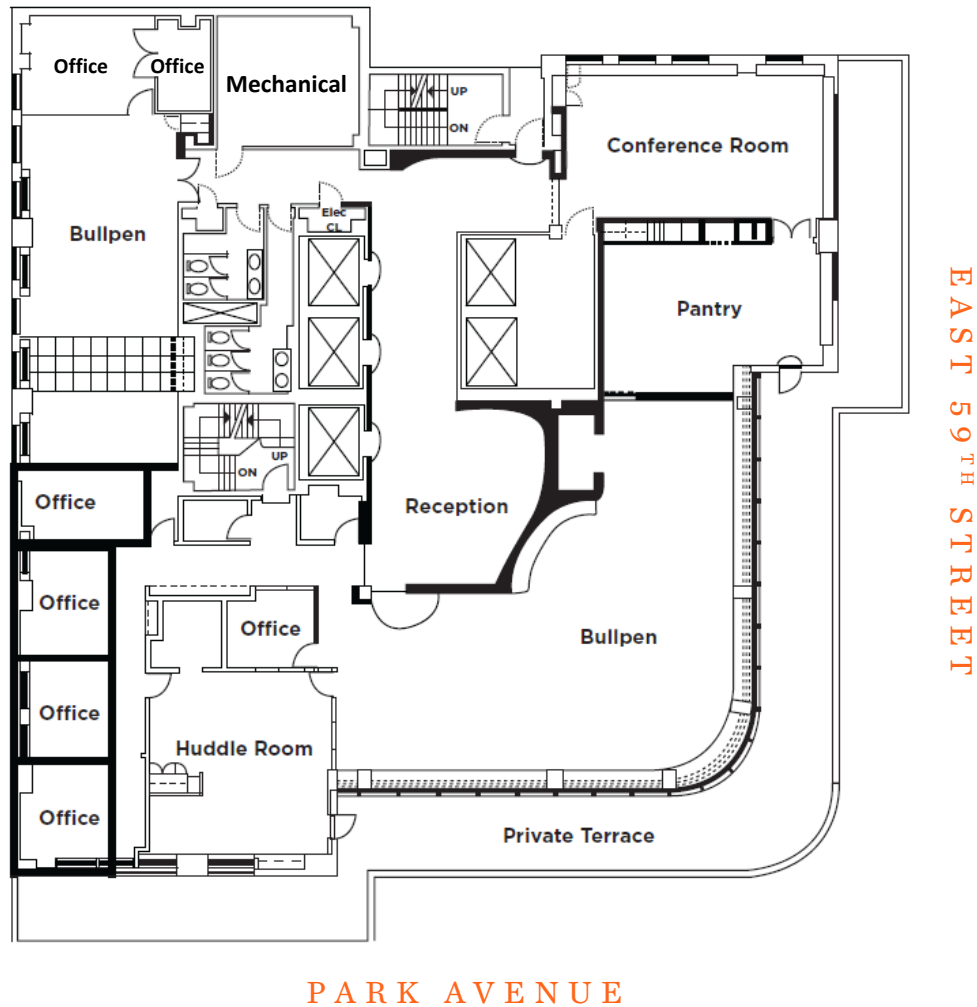 Office
Office
Mechanical
UP
ON
Conference Room
Elec
CL
Bullpen
Pantry
UP
ON
Office
Reception
Office
Office
Bullpen
Office
Huddle Room
Office
Private Terrace
EAST 59TH STREET
PARK AVENUE